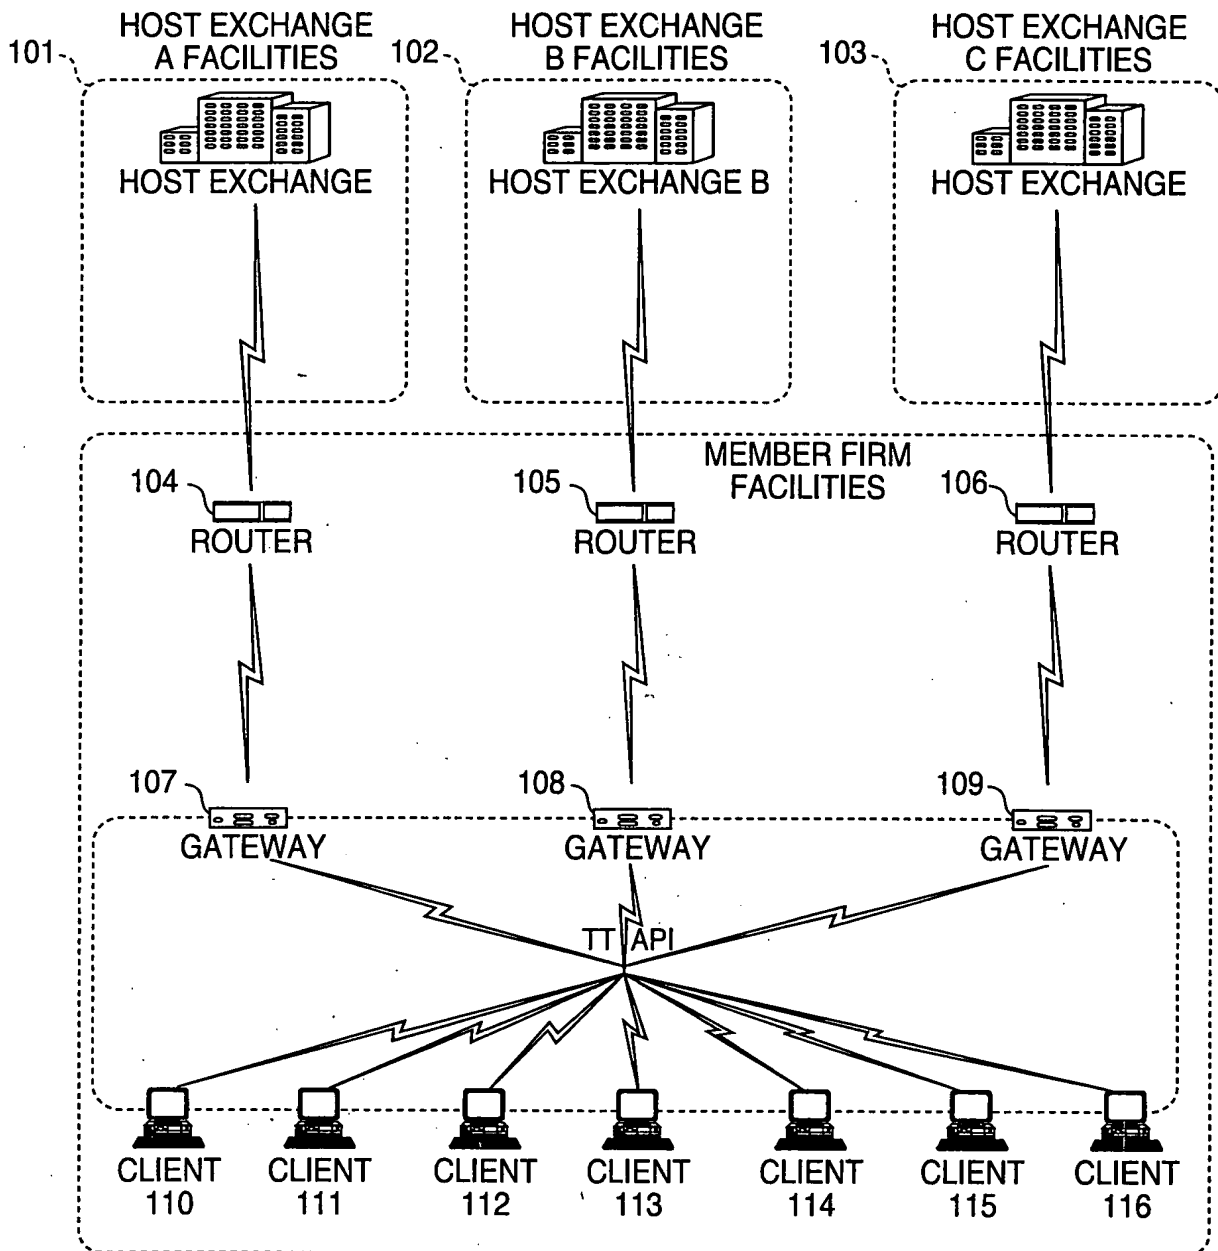 HOST EXCHANGE
A FACILITIES
HOST EXCHANGE
B FACILITIES
HOST EXCHANGE
C FACILITIES
101
102
103
HOST EXCHANGE
HOST EXCHANGE B
HOST EXCHANGE
MEMBER FIRM
FACILITIES
104
105
106
ROUTER
ROUTER
ROUTER
107
108
109
GATEWAY
GATEWAY
GATEWAY
TT API
CLIENT
110
CLIENT
111
CLIENT
112
CLIENT
113
CLIENT
114
CLIENT
115
CLIENT
116